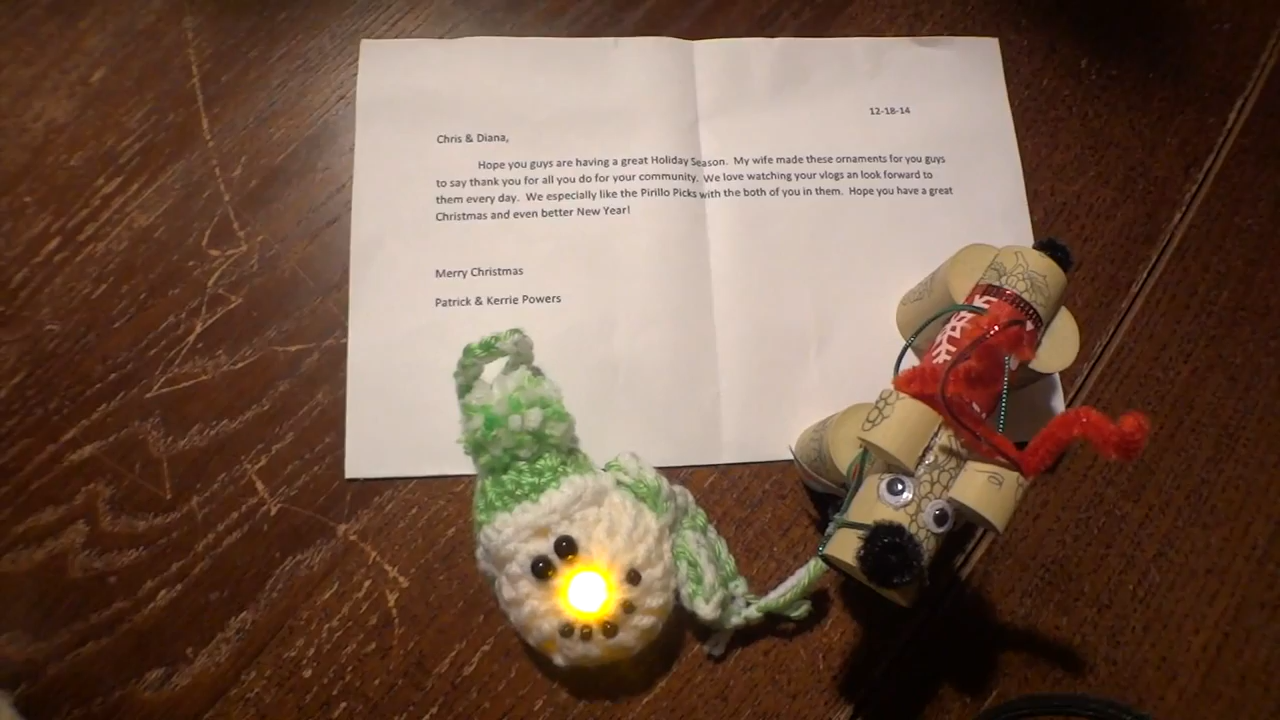 12-18-14
Chris & Diana,
Hope you guys are having a great Holiday Season. My wife made these ornaments for you guys
to say thank you for all you do for your community. We love watching your vlogs an look forward to
them every day. We especially like the Pirillo Picks with the both of you in them. Hope you have a great
Christmas and even better New Year!
Merry Christmas
Patrick & Kerrie Powers